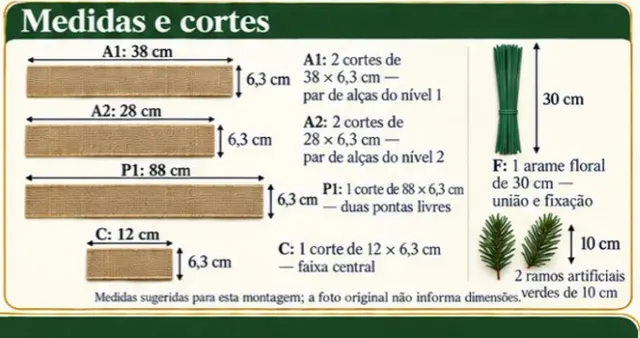 Medidas e cortes
A1: 38 cm
6,3 cm
A1: 2 cortes de
38 × 6,3 cm —
par de alças do nível 1
A2: 28 cm
6,3 cm
A2: 2 cortes de
28 × 6,3 cm —
par de alças do nível 2
P1: 88 cm
6,3 cm
P1: 1 corte de 88 × 6,3 cm
— duas pontas livres
C: 12 cm
6,3 cm
C: 1 corte de 12 × 6,3 cm
— faixa central
30 cm
F: 1 arame floral
de 30 cm —
união e fixação
10 cm
2 ramos artificiais
verdes de 10 cm
Medidas sugeridas para esta montagem; a foto original não informa dimensões.